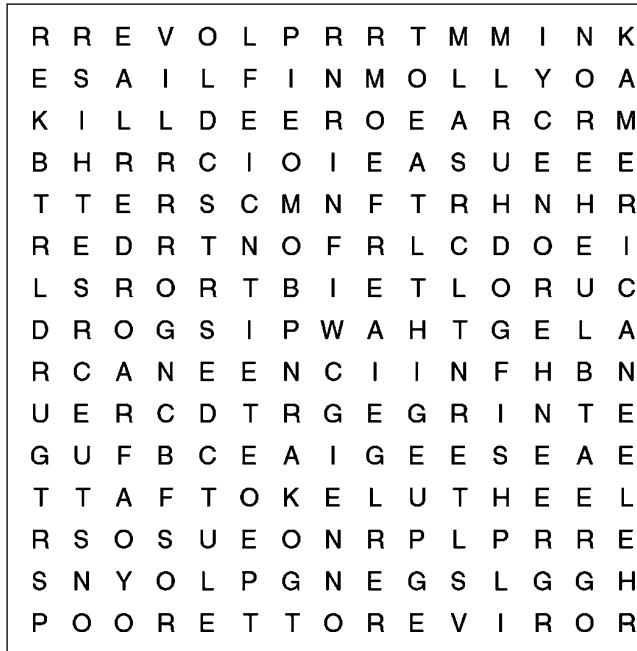 R R E V O L P R R T M M I N K
E S A I L F I N M O L L Y O A
K I L L D E E R O E A R C R M
B H R R C I O I E A S U E E E
T T E R S C M N F T R H N H R
R E D R T N O F R L C D O E I
L S R O R T B I E T L O R U C
D R O G S I P W A H T G E L A
R C A N E E N C I I N F H B N
U E R C D T R G E G R I N T E
G U F B C E A I G E E S E A E
T T A F T O K E L U T H E E L
R S O S U E O N R P L P R R E
S N Y O L P G N E G S L G G H
P O O R E T T O R E V I R O R